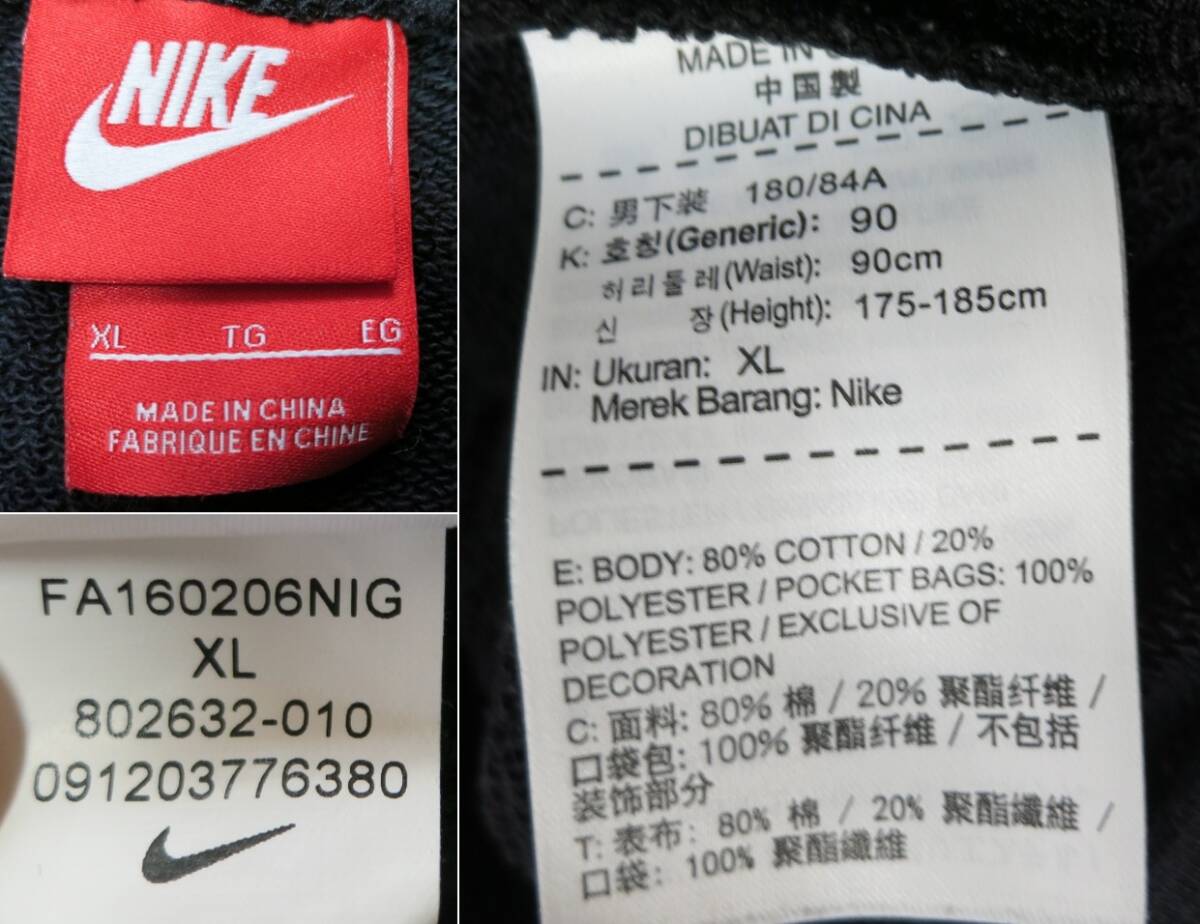 NIKE
XL TG EG
MADE IN CHINA
FABRIQUE EN CHINE
FA160206NIG
XL
802632-010
091203776380
MADE IN
中国製
DIBUAT DI CINA
C: 男下装 180/84A
K: 호칭(Generic): 90
허리둘레(Waist): 90cm
신 장(Height): 175-185cm
IN: Ukuran: XL
Merek Barang: Nike
E: BODY: 80% COTTON / 20%
POLYESTER / POCKET BAGS: 100%
POLYESTER / EXCLUSIVE OF
DECORATION
C: 面料: 80% 棉 / 20% 聚酯纤维 /
口袋包: 100% 聚酯纤维 / 不包括
装饰部分
T: 表布: 80% 棉 / 20% 聚酯纖維 /
口袋: 100% 聚酯纖維